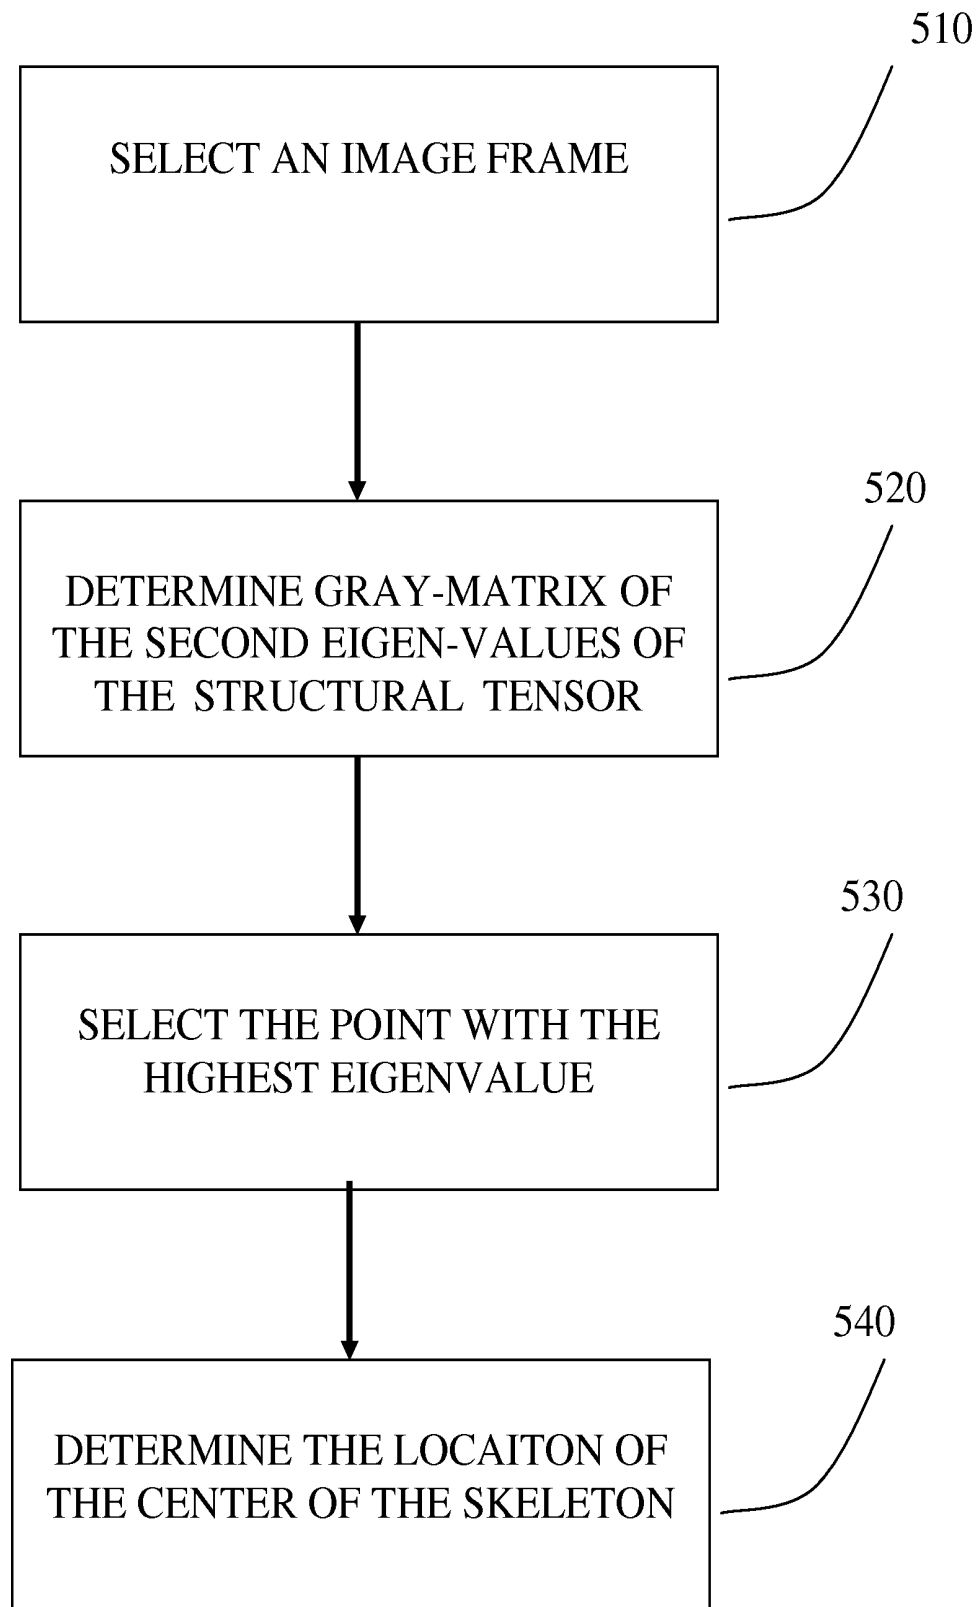 510
SELECT AN IMAGE FRAME
520
DETERMINE GRAY-MATRIX OF
THE SECOND EIGEN-VALUES OF
THE STRUCTURAL TENSOR
530
SELECT THE POINT WITH THE
HIGHEST EIGENVALUE
540
DETERMINE THE LOCAITON OF
THE CENTER OF THE SKELETON